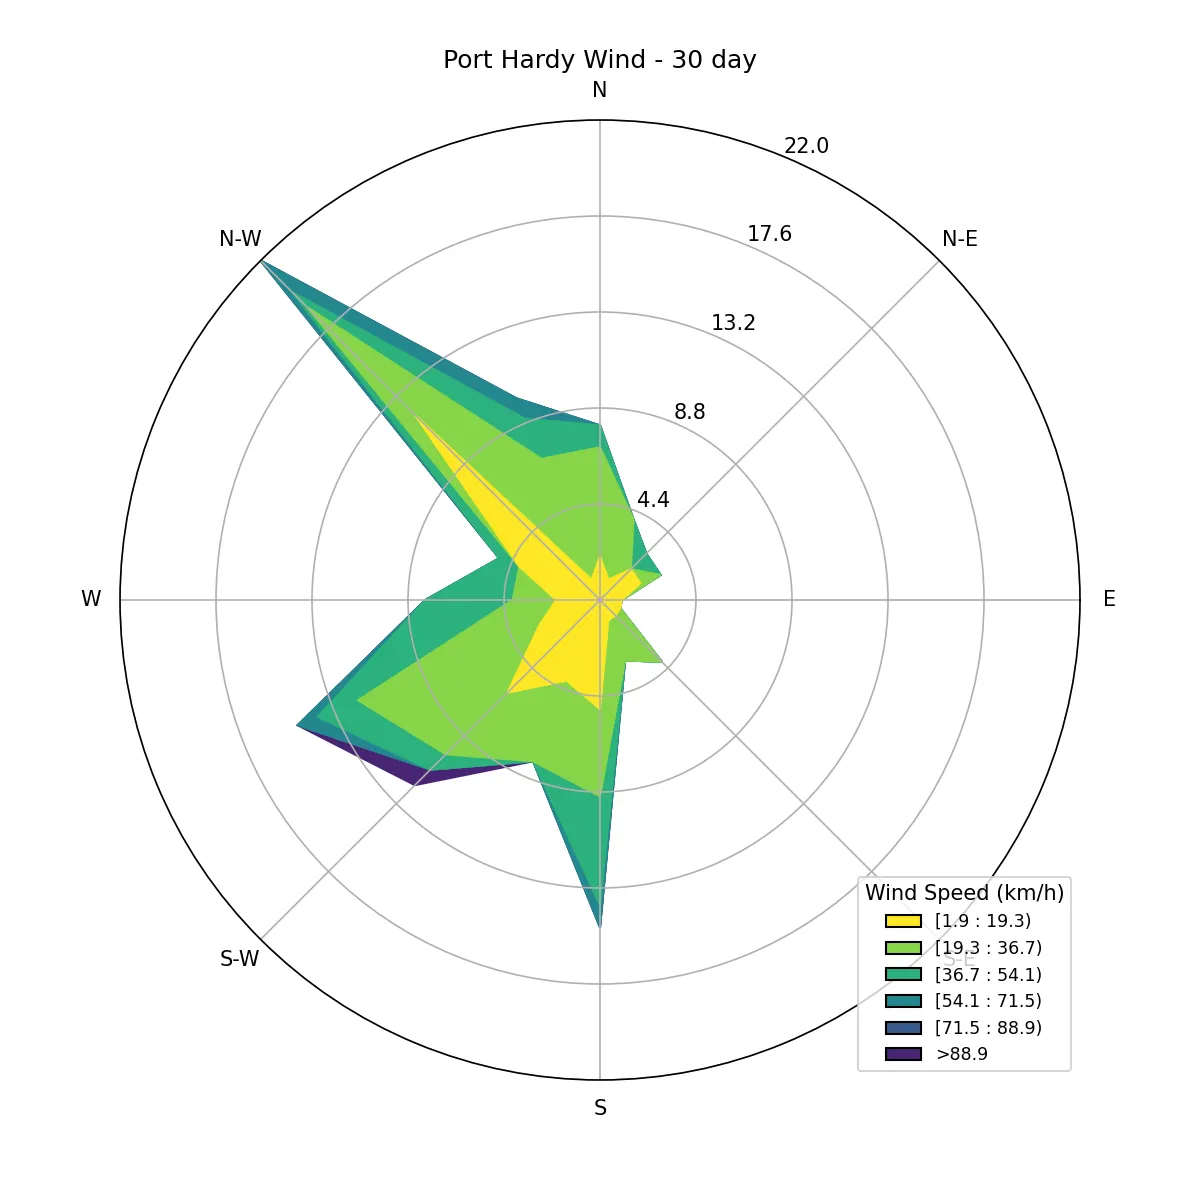 Port Hardy Wind - 30 day
N
22.0
17.6
N-W
N-E
13.2
8.8
4.4
W
E
S-W
S-E
Wind Speed (km/h)
[1.9 : 19.3)
[19.3 : 36.7)
[36.7 : 54.1)
[54.1 : 71.5)
[71.5 : 88.9)
>88.9
S